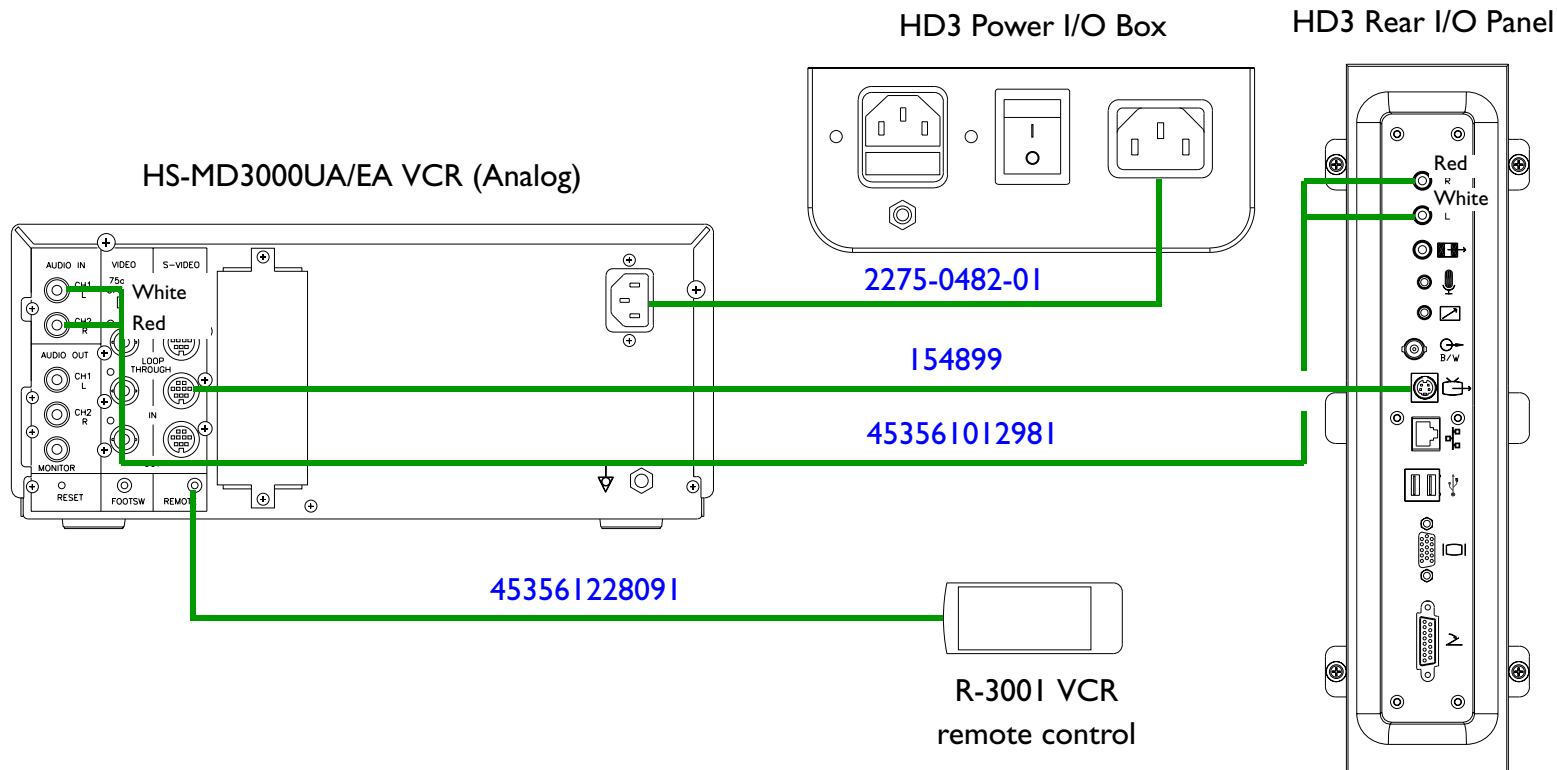 HD3 Power I/O Box
HD3 Rear I/O Panel
HS-MD3000UA/EA VCR (Analog)
AUDIO IN
VIDEO
S-VIDEO
CH1
L
White
CH2
R
Red
AUDIO OUT
CH1
L
CH2
R
MONITOR
LOOP
THROUGH
IN
RESET
FOOTSW
REMOTE
Red
R
White
L
B/W
2275-0482-01
154899
453561012981
453561228091
R-3001 VCR
remote control